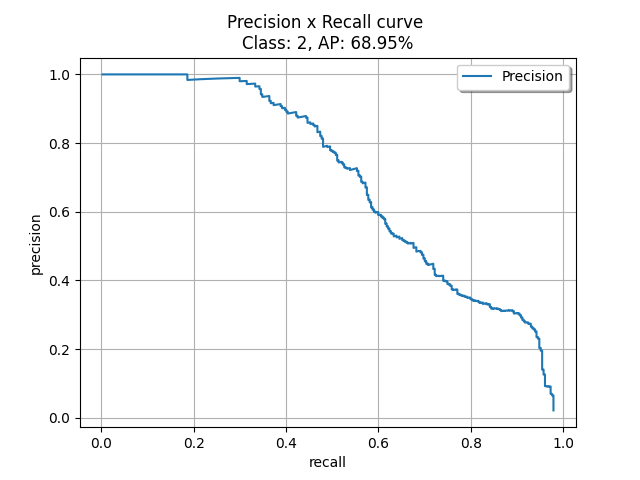 Precision x Recall curve
Class: 2, AP: 68.95%
Precision
1.0
0.8
0.6
0.4
0.2
0.0
precision
0.0 0.2 0.4 0.6 0.8 1.0
recall